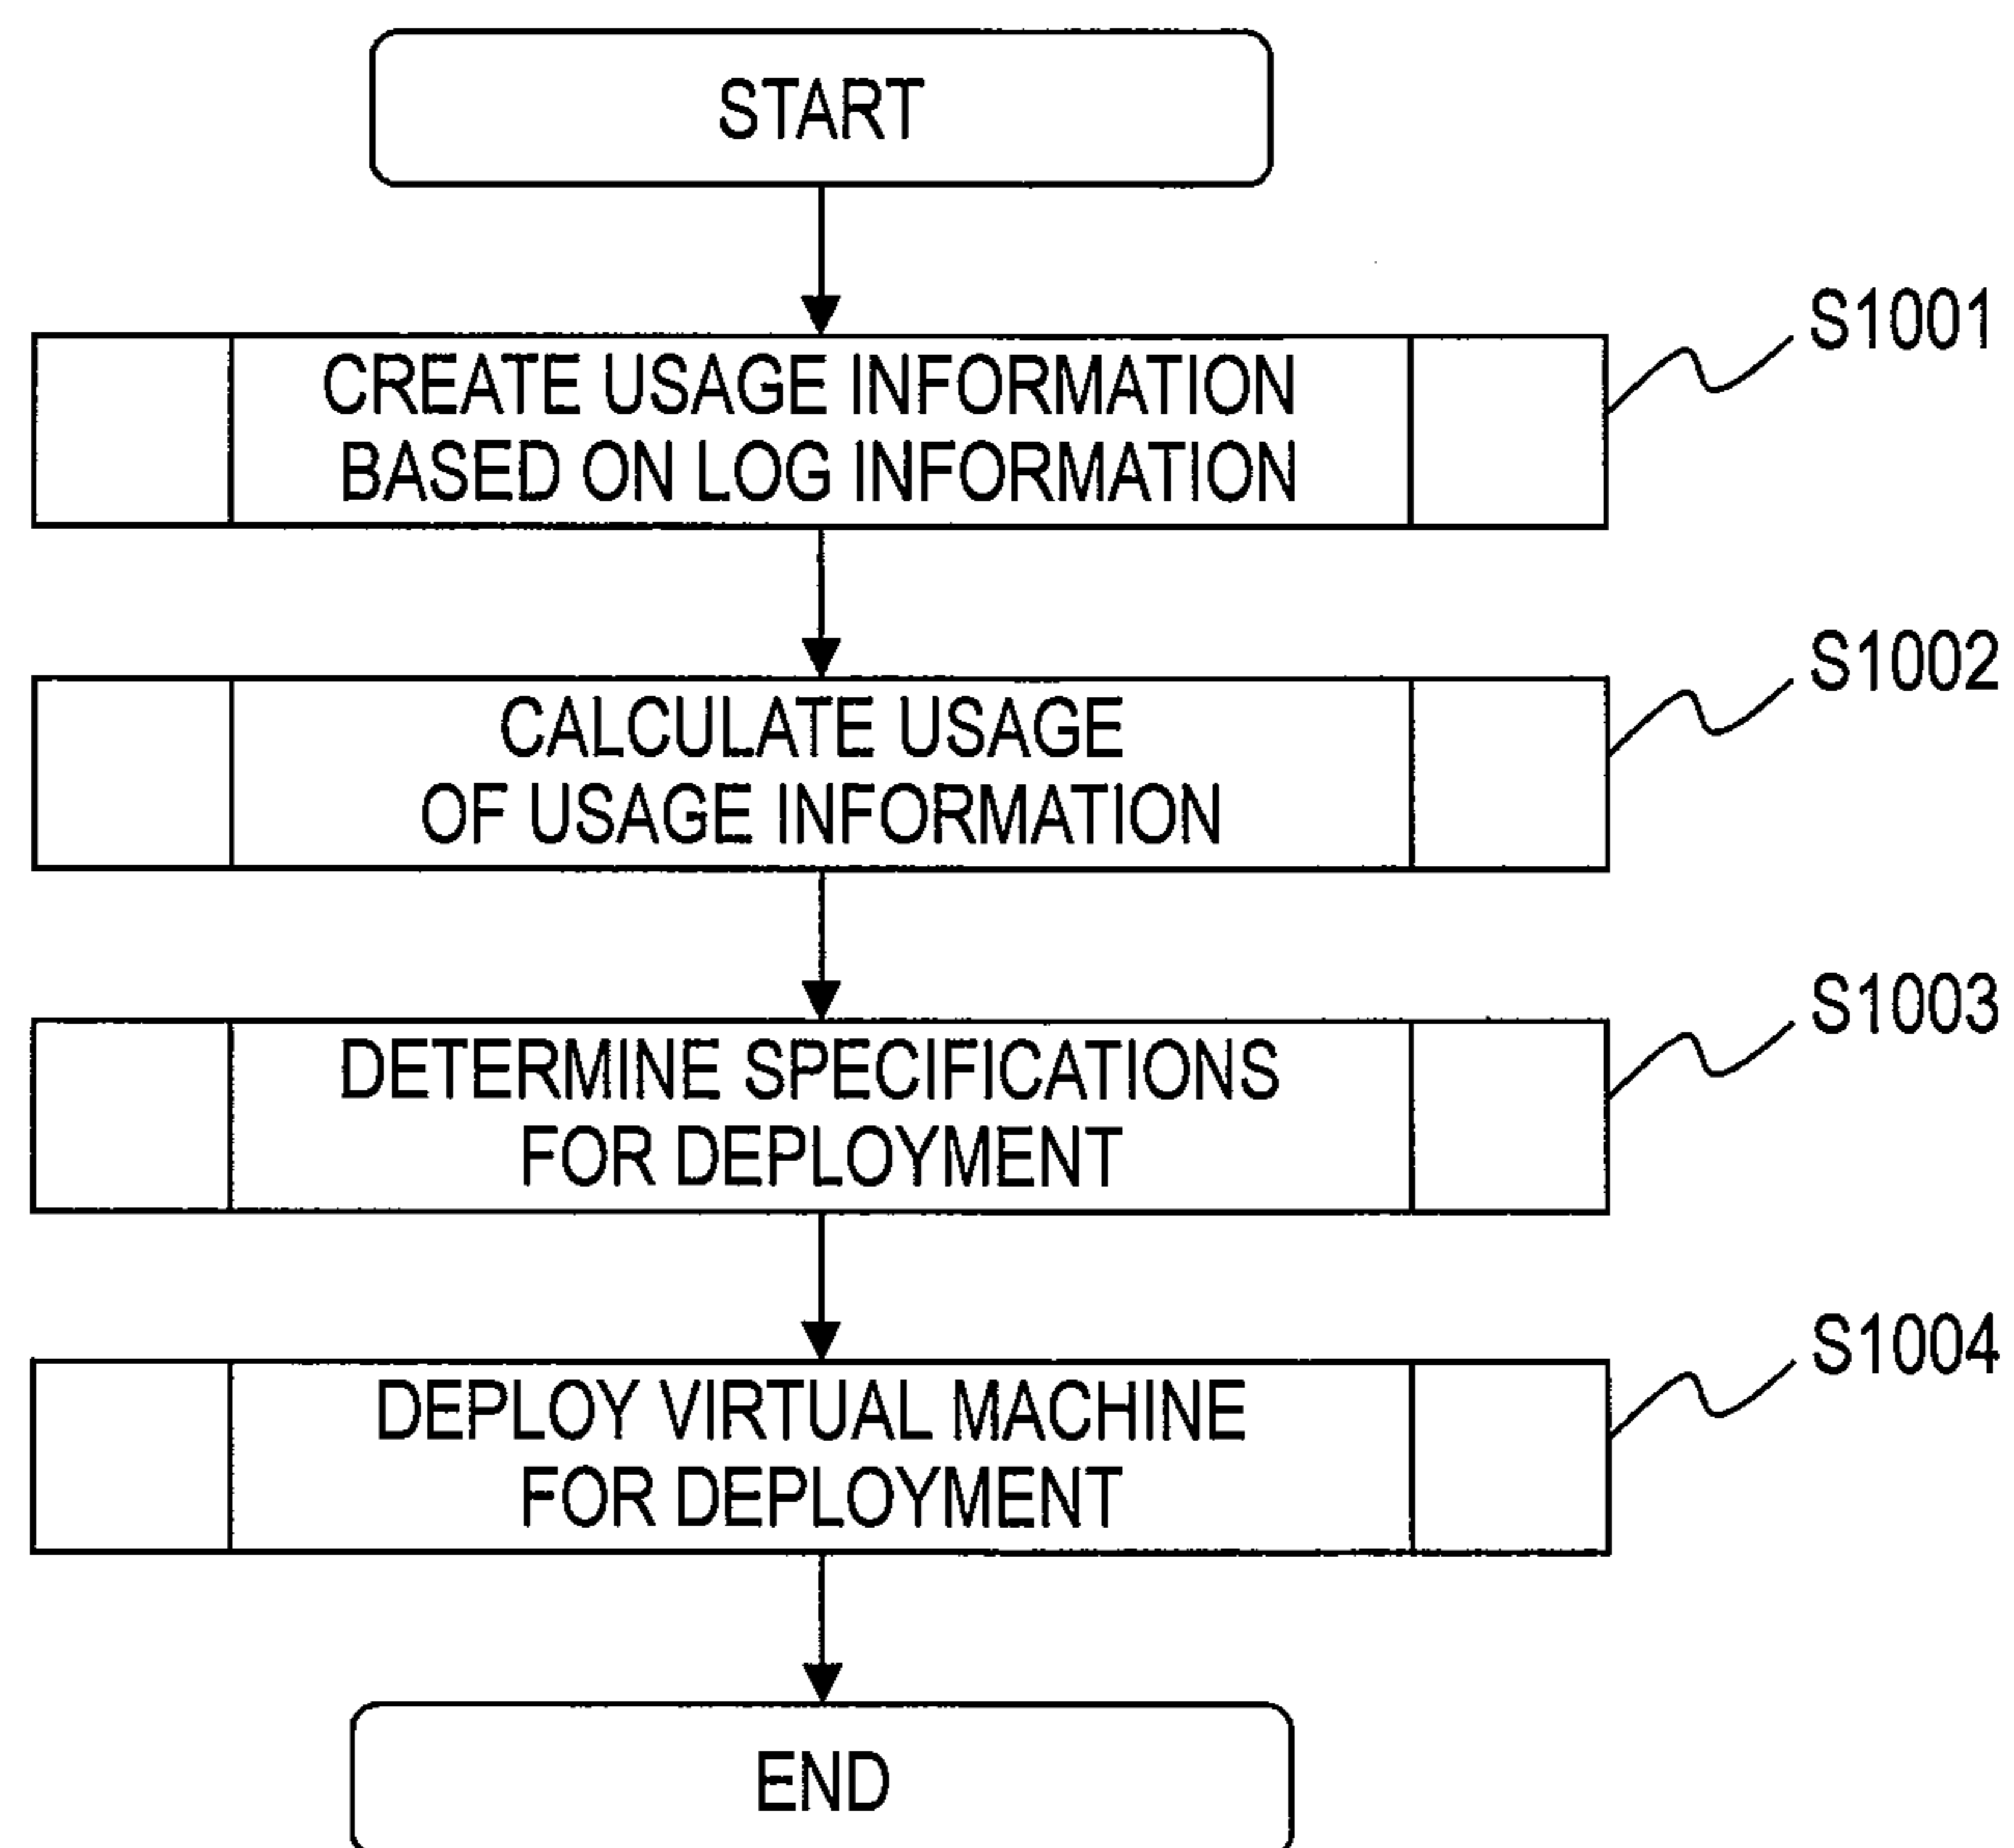 START
S1001
CREATE USAGE INFORMATION
BASED ON LOG INFORMATION
S1002
CALCULATE USAGE
OF USAGE INFORMATION
S1003
DETERMINE SPECIFICATIONS
FOR DEPLOYMENT
S1004
DEPLOY VIRTUAL MACHINE
FOR DEPLOYMENT
END